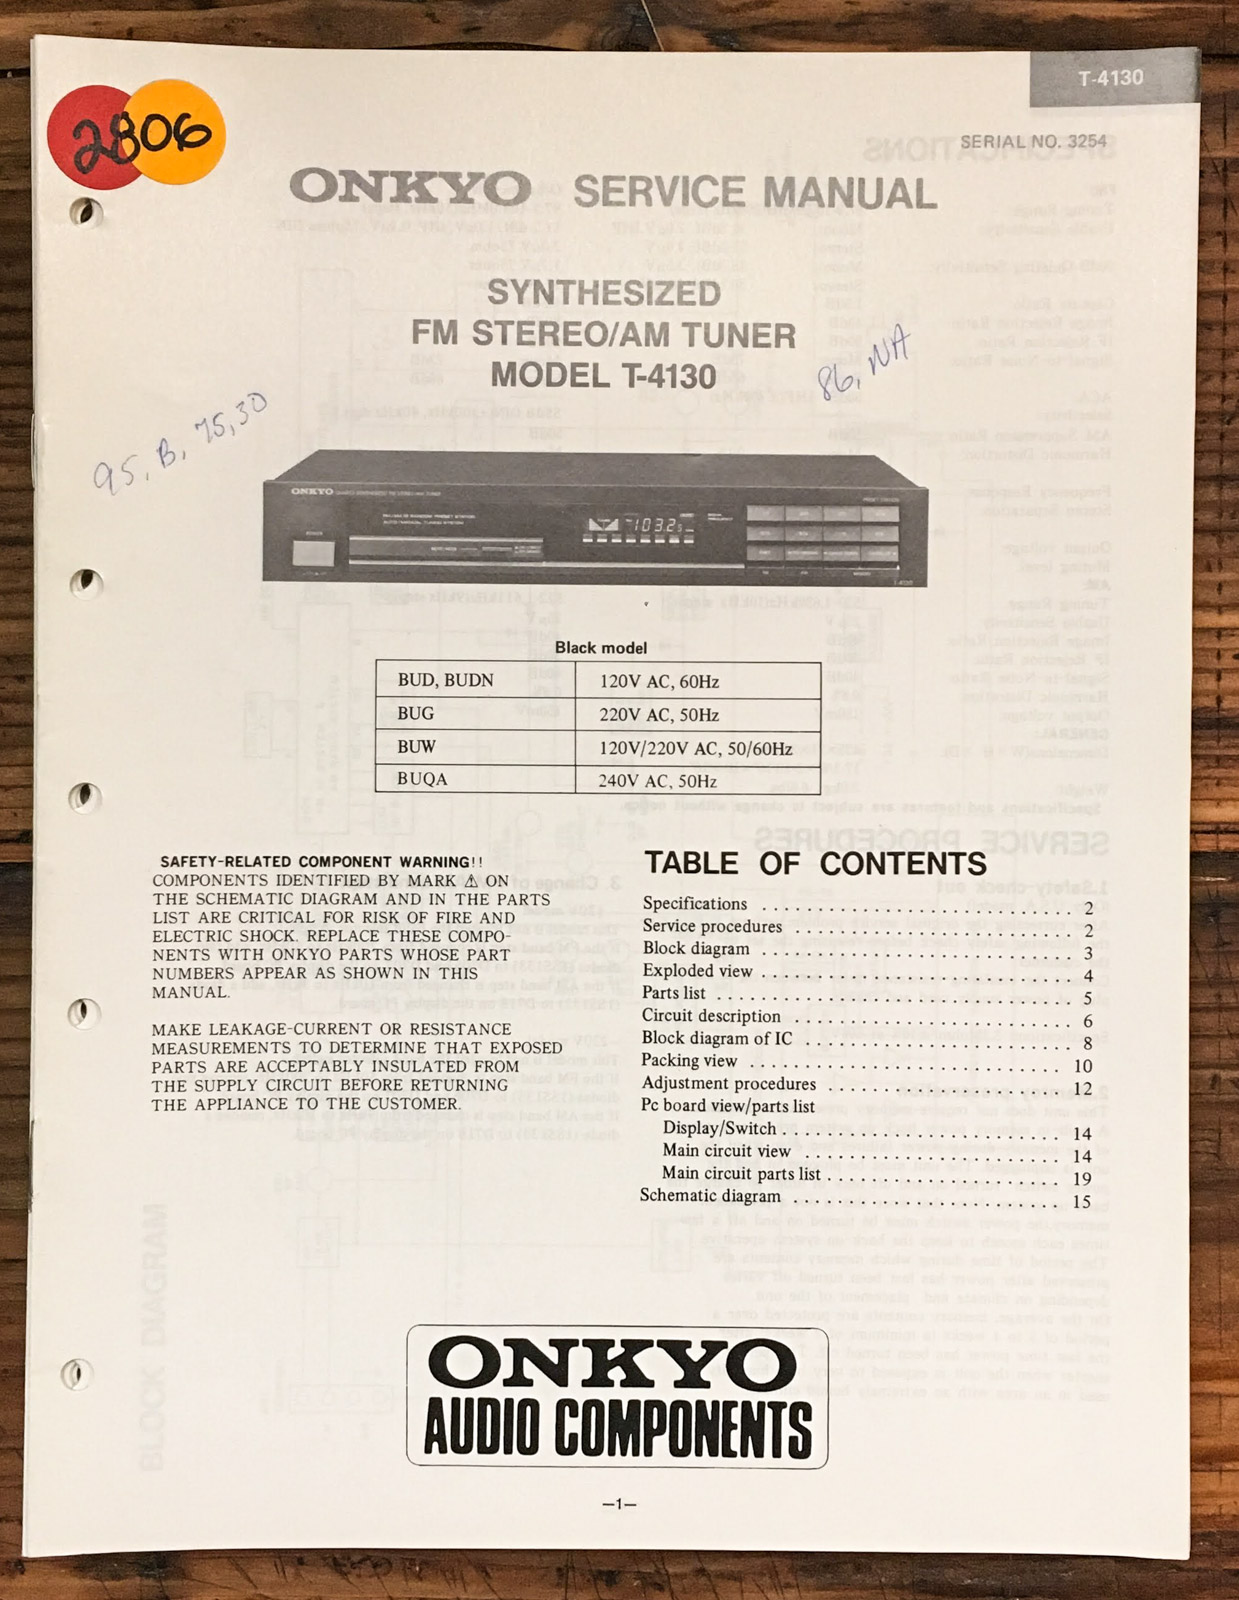 T-4130
2806
SERIAL NO. 3254
ONKYO SERVICE MANUAL
SYNTHESIZED
FM STEREO/AM TUNER
MODEL T-4130
86, NA
95, B, 75,30
ONKYO
103.2
Black model
BUD, BUDN 120V AC, 60Hz
BUG 220V AC, 50Hz
BUW 120V/220V AC, 50/60Hz
BUQA 240V AC, 50Hz
SAFETY-RELATED COMPONENT WARNING!!
COMPONENTS IDENTIFIED BY MARK ⚠ ON
THE SCHEMATIC DIAGRAM AND IN THE PARTS
LIST ARE CRITICAL FOR RISK OF FIRE AND
ELECTRIC SHOCK. REPLACE THESE COMPO-
NENTS WITH ONKYO PARTS WHOSE PART
NUMBERS APPEAR AS SHOWN IN THIS
MANUAL.
MAKE LEAKAGE-CURRENT OR RESISTANCE
MEASUREMENTS TO DETERMINE THAT EXPOSED
PARTS ARE ACCEPTABLY INSULATED FROM
THE SUPPLY CIRCUIT BEFORE RETURNING
THE APPLIANCE TO THE CUSTOMER.
TABLE OF CONTENTS
Specifications . . . . . . . . . . . . . . . . . . . . . . . . . . 2
Service procedures . . . . . . . . . . . . . . . . . . . . . . . 2
Block diagram . . . . . . . . . . . . . . . . . . . . . . . . . . 3
Exploded view . . . . . . . . . . . . . . . . . . . . . . . . . . 4
Parts list . . . . . . . . . . . . . . . . . . . . . . . . . . . . . . 5
Circuit description . . . . . . . . . . . . . . . . . . . . . . . 6
Block diagram of IC . . . . . . . . . . . . . . . . . . . . . . 8
Packing view . . . . . . . . . . . . . . . . . . . . . . . . . . 10
Adjustment procedures . . . . . . . . . . . . . . . . . . . . 12
Pc board view/parts list
Display/Switch . . . . . . . . . . . . . . . . . . . . . . . . 14
Main circuit view . . . . . . . . . . . . . . . . . . . . . . 14
Main circuit parts list . . . . . . . . . . . . . . . . . . . 19
Schematic diagram . . . . . . . . . . . . . . . . . . . . . . . 15
ONKYO
AUDIO COMPONENTS
—1—